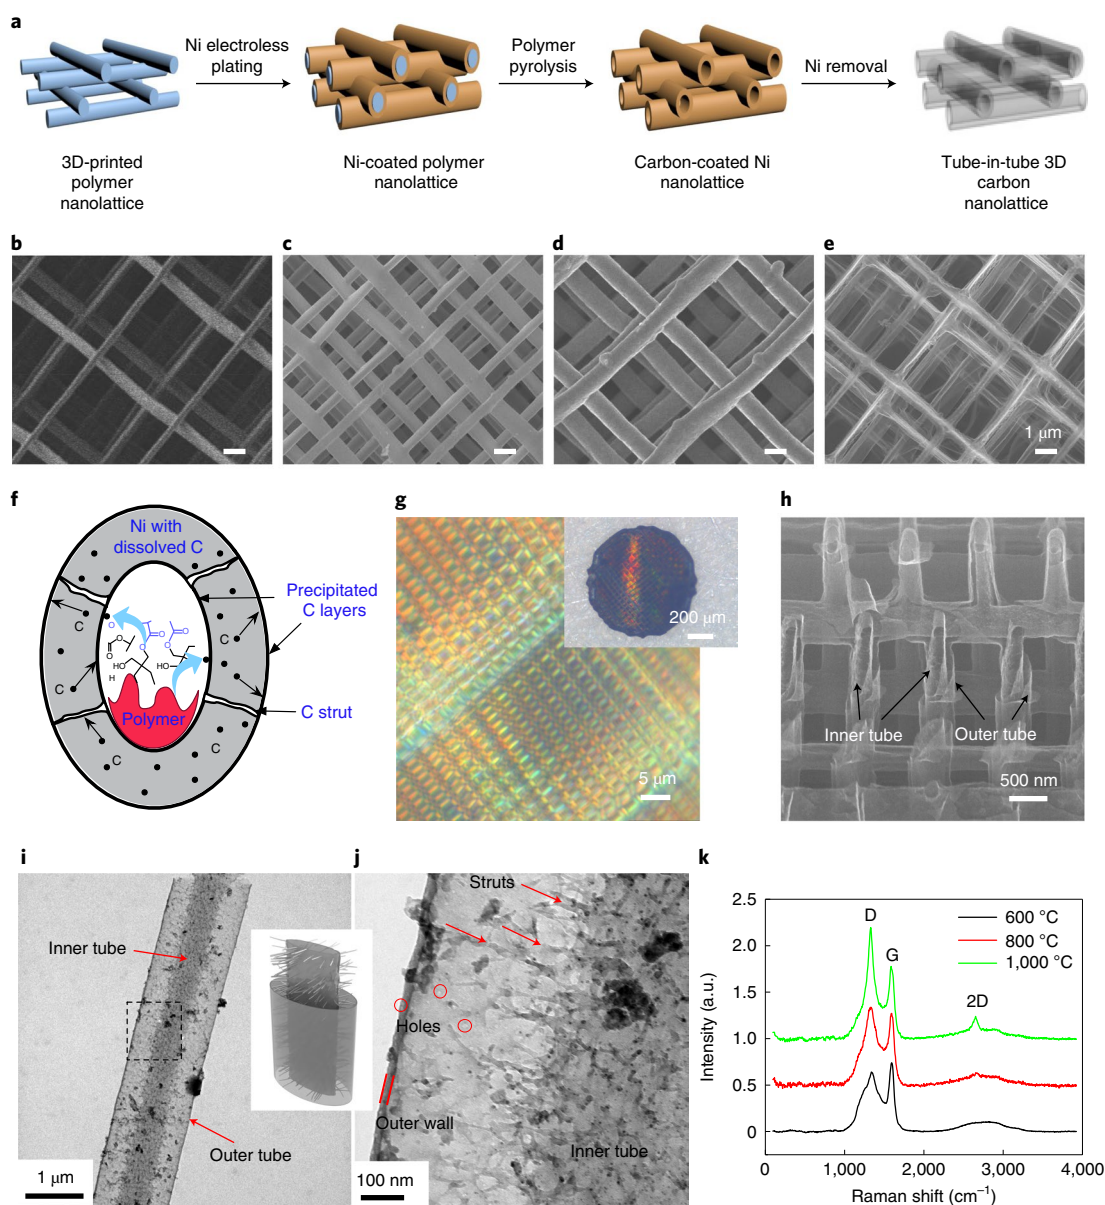 a
Ni electroless
plating
Polymer
pyrolysis
Ni removal
3D-printed
polymer
nanolattice
Ni-coated polymer
nanolattice
Carbon-coated Ni
nanolattice
Tube-in-tube 3D
carbon
nanolattice
b
c
d
e
1 μm
f
Ni with
dissolved C
Precipitated
C layers
C
C
C
C
C
C strut
Polymer
O
O
O
O
O
HO
HO
H
g
200 μm
5 μm
h
Inner tube
Outer tube
500 nm
i
Inner tube
Outer tube
1 μm
j
Struts
Holes
Outer wall
Inner tube
100 nm
k
2.5
2.0
1.5
1.0
0.5
0
Intensity (a.u.)
D
G
2D
600 °C
800 °C
1,000 °C
0
1,000
2,000
3,000
4,000
Raman shift (cm⁻¹)